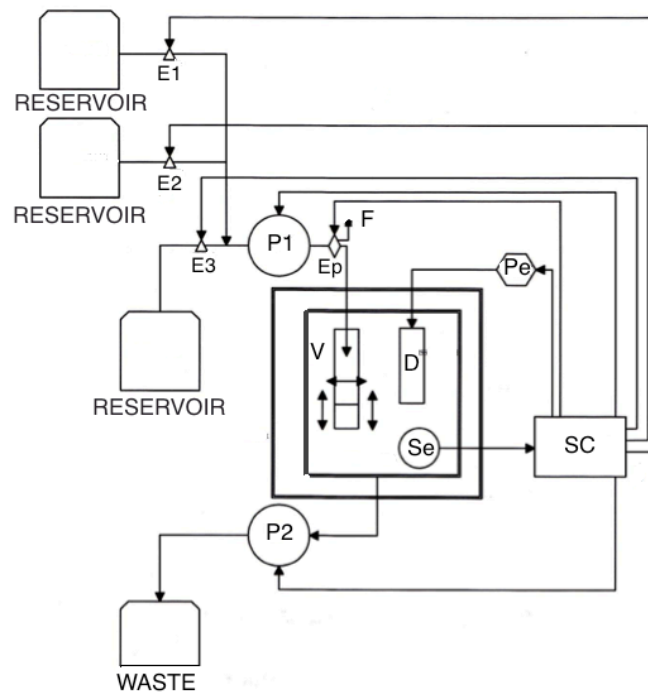 E1
RESERVOIR
E2
RESERVOIR
F
P1
E3
Ep
Pe
RESERVOIR
V
D
Se
SC
P2
WASTE